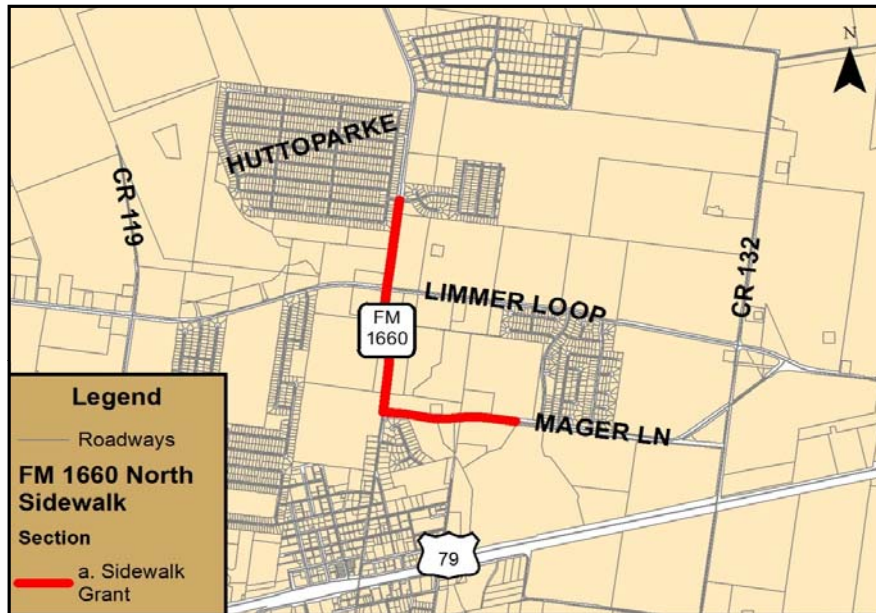 N
HUTTOPARKE
CR 119
LIMMER LOOP
CR 132
FM
1660
MAGER LN
79
Legend
Roadways
FM 1660 North
Sidewalk
Section
a. Sidewalk
Grant